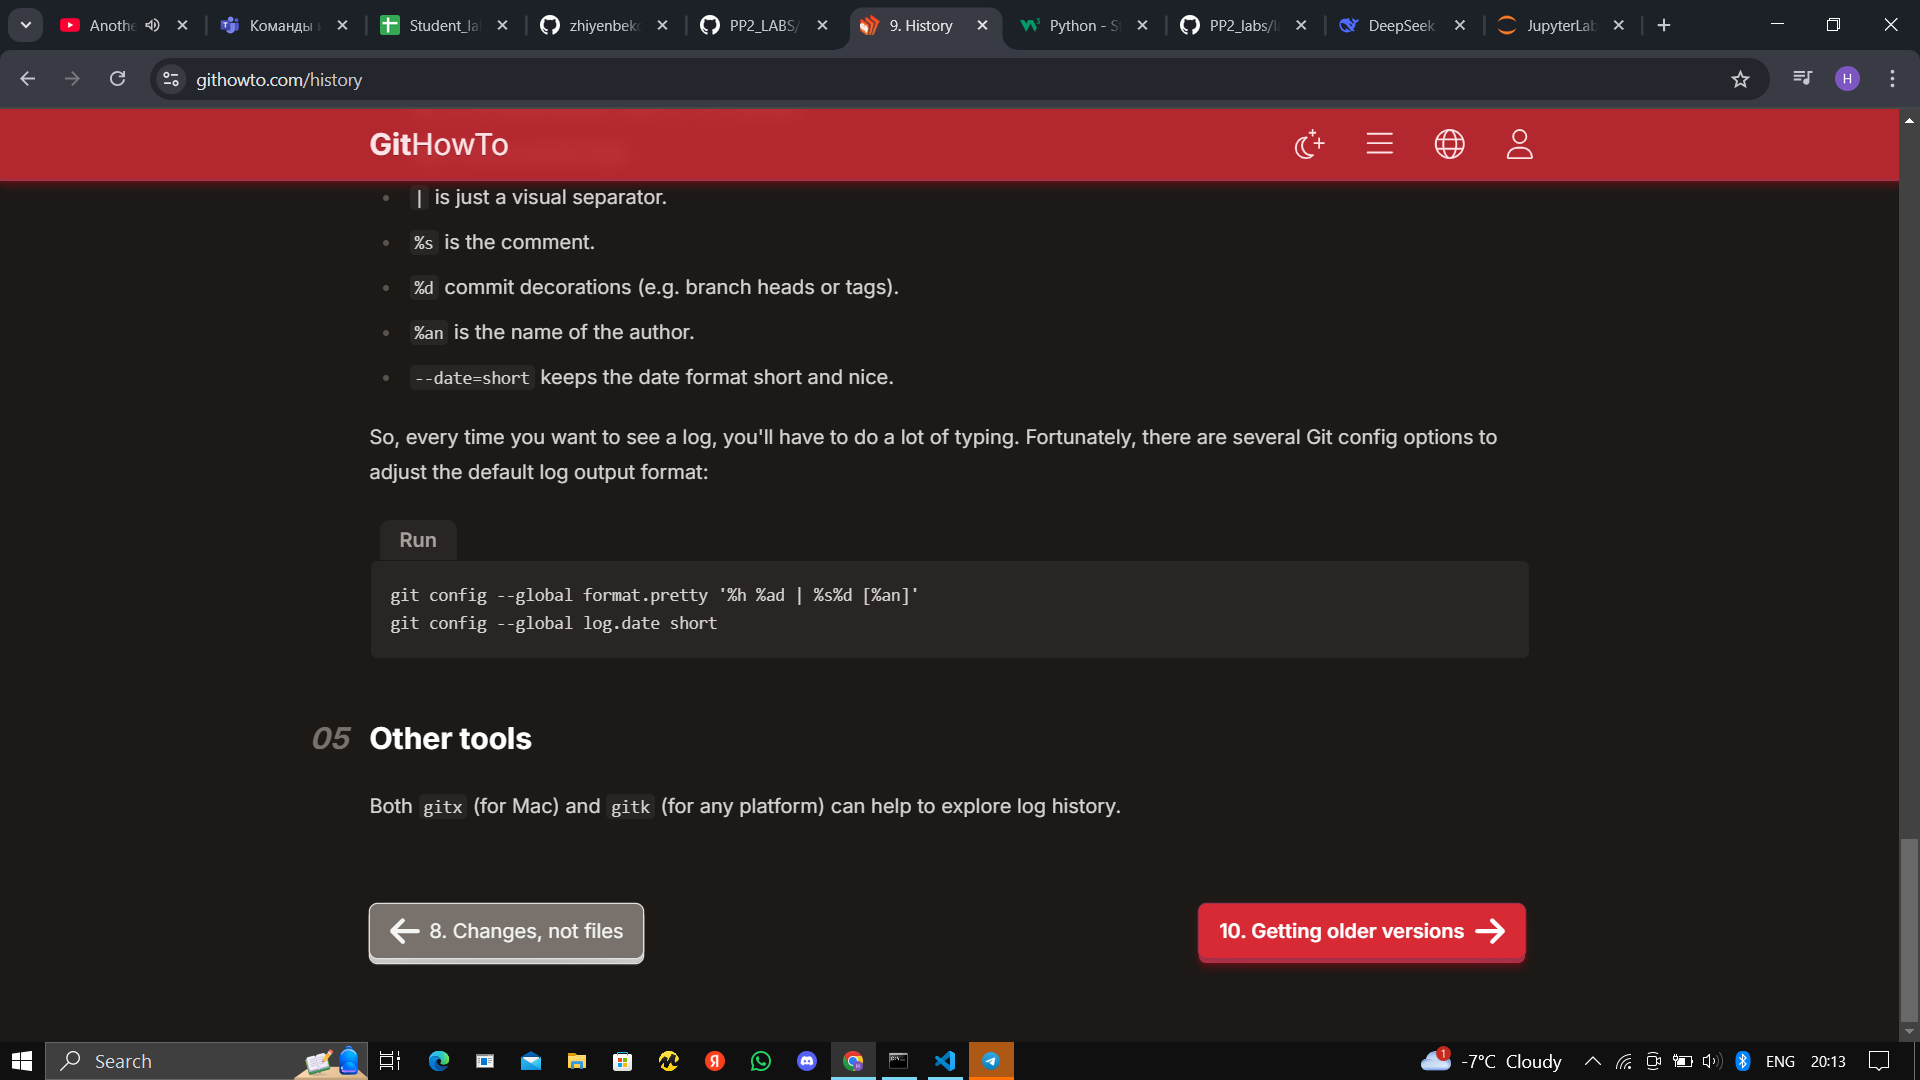 Anothe
Команды и
Student_la
zhiyenbek
PP2_LABS/
9. History
Python - S
PP2_labs/l
DeepSeek
JupyterLab
githowto.com/history
H
GitHowTo
| is just a visual separator.
%s is the comment.
%d commit decorations (e.g. branch heads or tags).
%an is the name of the author.
--date=short keeps the date format short and nice.
So, every time you want to see a log, you'll have to do a lot of typing. Fortunately, there are several Git config options to
adjust the default log output format:
Run
git config --global format.pretty '%h %ad | %s%d [%an]'
git config --global log.date short
05 Other tools
Both gitx (for Mac) and gitk (for any platform) can help to explore log history.
8. Changes, not files
10. Getting older versions
Search
1
-7°C Cloudy
ENG
20:13